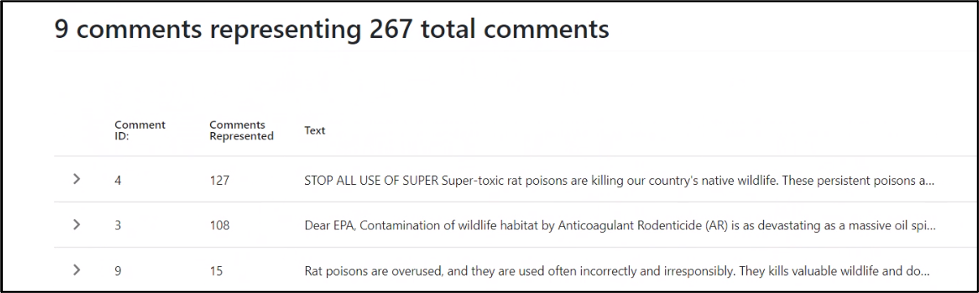 9 comments representing 267 total comments
Comment ID: Comments Represented Text
4 127 STOP ALL USE OF SUPER Super-toxic rat poisons are killing our country's native wildlife. These persistent poisons a...
3 108 Dear EPA, Contamination of wildlife habitat by Anticoagulant Rodenticide (AR) is as devastating as a massive oil spi...
9 15 Rat poisons are overused, and they are used often incorrectly and irresponsibly. They kills valuable wildlife and do...